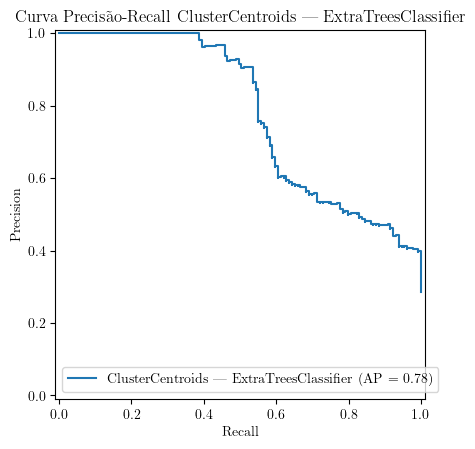 Curva Precisão-Recall ClusterCentroids — ExtraTreesClassifier
1.0
0.8
0.6
0.4
0.2
0.0
Precision
ClusterCentroids — ExtraTreesClassifier (AP = 0.78)
0.0 0.2 0.4 0.6 0.8 1.0
Recall